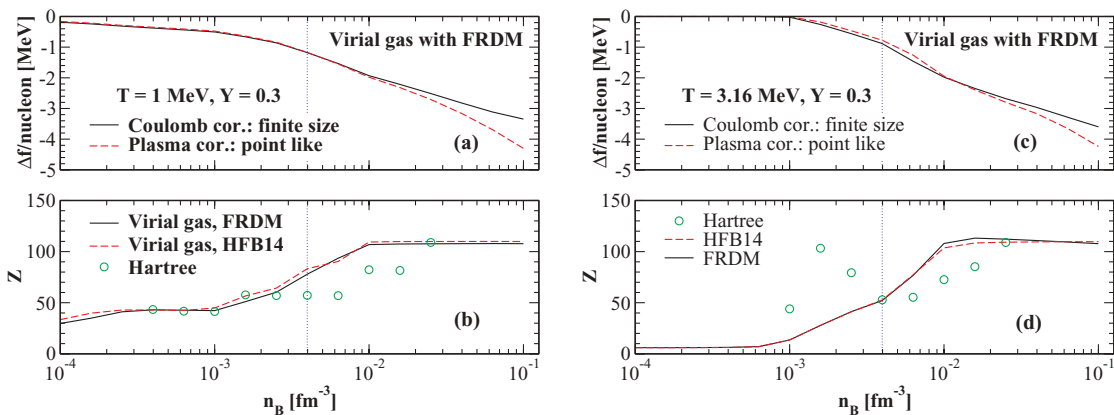 0
-1
-2
-3
-4
-5
Δf/nucleon [MeV]
Virial gas with FRDM
T = 1 MeV, Y = 0.3
Coulomb cor.: finite size
Plasma cor.: point like
(a)
0
-1
-2
-3
-4
-5
Δf/nucleon [MeV]
Virial gas with FRDM
T = 3.16 MeV, Y = 0.3
Coulomb cor.: finite size
Plasma cor.: point like
(c)
150
100
50
0
Z
Virial gas, FRDM
Virial gas, HFB14
Hartree
(b)
10^-4
10^-3
10^-2
10^-1
n_B [fm^-3]
150
100
50
0
Z
Hartree
HFB14
FRDM
(d)
10^-4
10^-3
10^-2
10^-1
n_B [fm^-3]